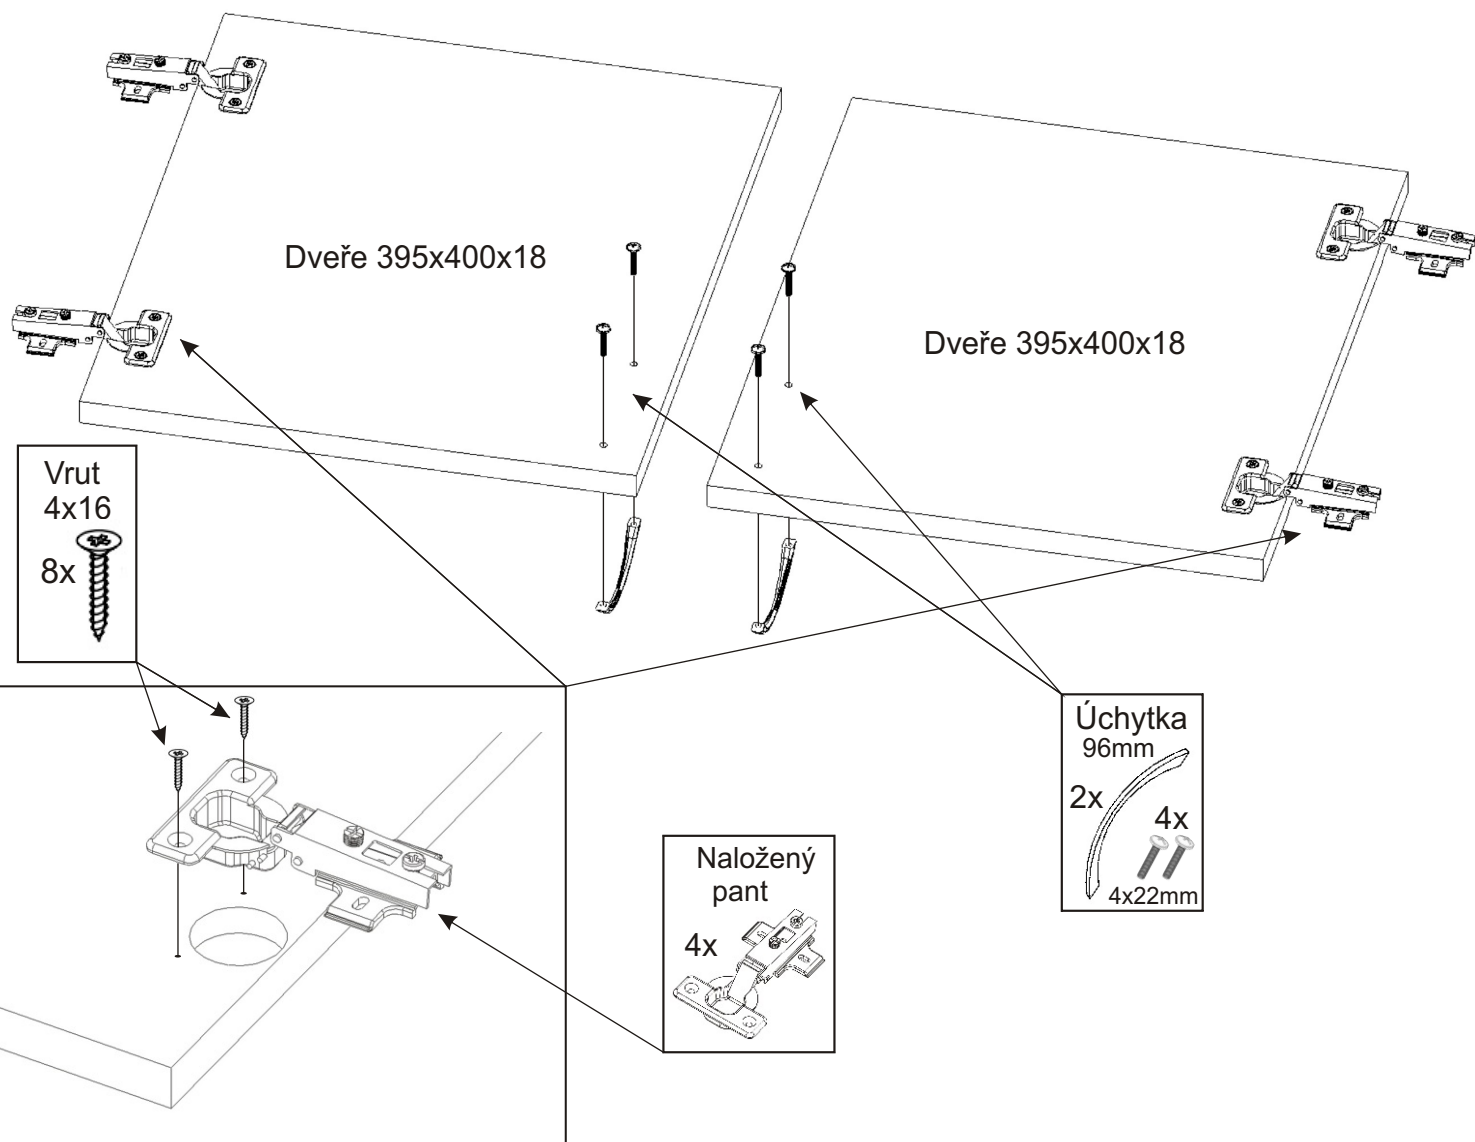 Dveře 395x400x18
Dveře 395x400x18
Vrut
4x16
8x
Úchytka
96mm
2x
4x
4x22mm
Naložený
pant
4x